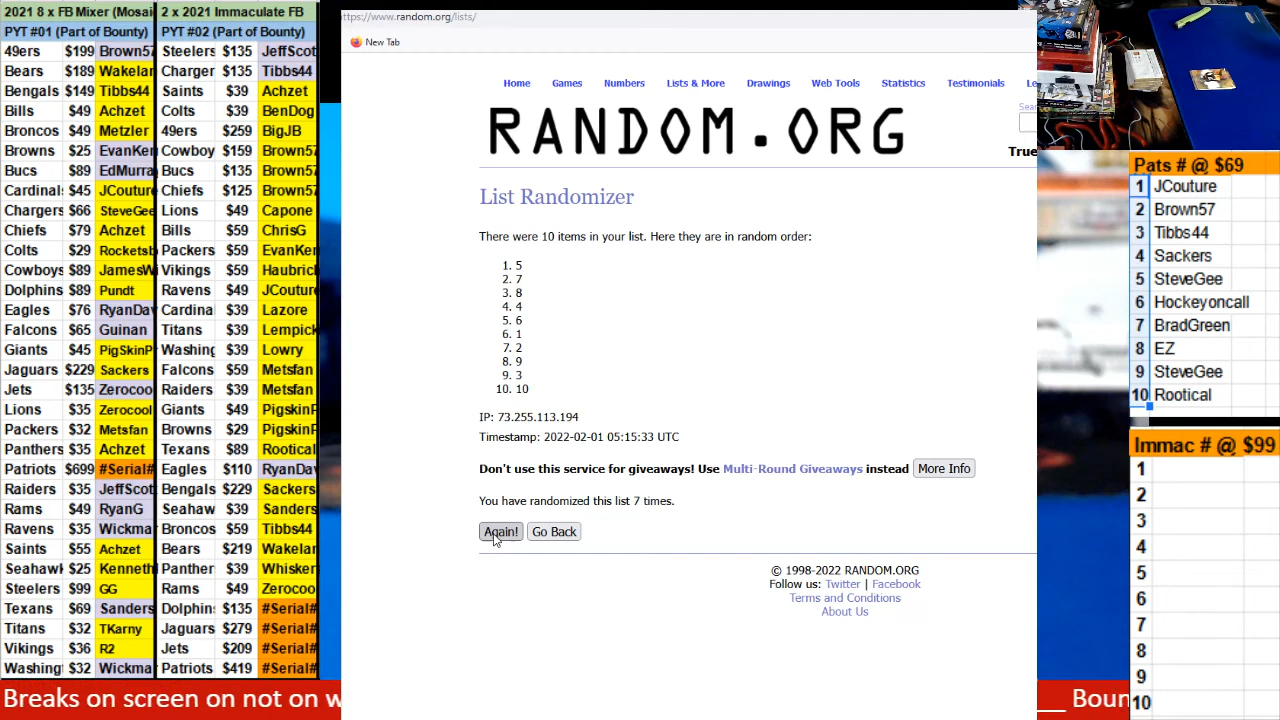 2021 8 x FB Mixer (Mosaic
PYT #01 (Part of Bounty)
49ers $199 Brown57
Bears $189 Wakelan
Bengals $149 Tibbs44
Bills $49 Achzet
Broncos $49 Metzler
Browns $25 EvanKen
Bucs $89 EdMurra
Cardinals $45 JCouture
Chargers $66 SteveGee
Chiefs $79 Achzet
Colts $29 Rocketsb
Cowboys $89 JamesW
Dolphins $89 Pundt
Eagles $76 RyanDav
Falcons $65 Guinan
Giants $45 PigSkinP
Jaguars $229 Sackers
Jets $135 Zerocool
Lions $35 Zerocool
Packers $32 Metsfan
Panthers $35 Achzet
Patriots $699 #Serial#
Raiders $35 JeffScot
Rams $49 RyanG
Ravens $35 Wickma
Saints $55 Achzet
Seahawk $25 Kenneth
Steelers $99 GG
Texans $69 Sanders
Titans $32 TKarny
Vikings $36 R2
Washing $32 Wickma
2 x 2021 Immaculate FB
PYT #02 (Part of Bounty)
Steelers $135 JeffScot
Charger $135 Tibbs44
Saints $39 Achzet
Colts $39 BenDog
49ers $259 BigJB
Cowboy $159 Brown57
Bucs $135 Brown57
Chiefs $125 Brown57
Lions $49 Capone
Bills $59 ChrisG
Packers $59 EvanKen
Vikings $59 Haubric
Ravens $49 JCouture
Cardina $39 Lazore
Titans $39 Lempick
Washing $39 Lowry
Falcons $59 Metsfan
Raiders $39 Metsfan
Giants $49 PigskinP
Browns $29 PigskinP
Texans $89 Rootical
Eagles $110 RyanDa
Bengals $229 Sackers
Seahaw $39 Sanders
Broncos $59 Tibbs44
Bears $219 Wakelan
Panther $39 Whisker
Rams $49 Zerocoo
Dolphin $135 #Serial#
Jaguars $279 #Serial#
Jets $209 #Serial#
Patriots $419 #Serial#
https://www.random.org/lists/
New Tab
Home Games Numbers Lists & More Drawings Web Tools Statistics Testimonials Le
Sear
RANDOM.ORG
True
List Randomizer
There were 10 items in your list. Here they are in random order:
1. 5
2. 7
3. 8
4. 4
5. 6
6. 1
7. 2
8. 9
9. 3
10. 10
IP: 73.255.113.194
Timestamp: 2022-02-01 05:15:33 UTC
Don't use this service for giveaways! Use Multi-Round Giveaways instead More Info
You have randomized this list 7 times.
Again! Go Back
© 1998-2022 RANDOM.ORG
Follow us: Twitter | Facebook
Terms and Conditions
About Us
Pats # @ $69
1 JCouture
2 Brown57
3 Tibbs44
4 Sackers
5 SteveGee
6 Hockeyoncall
7 BradGreen
8 EZ
9 SteveGee
10 Rootical
Immac # @ $99
1
2
3
4
5
6
7
8
9
10
Breaks on screen on not on w
Boun